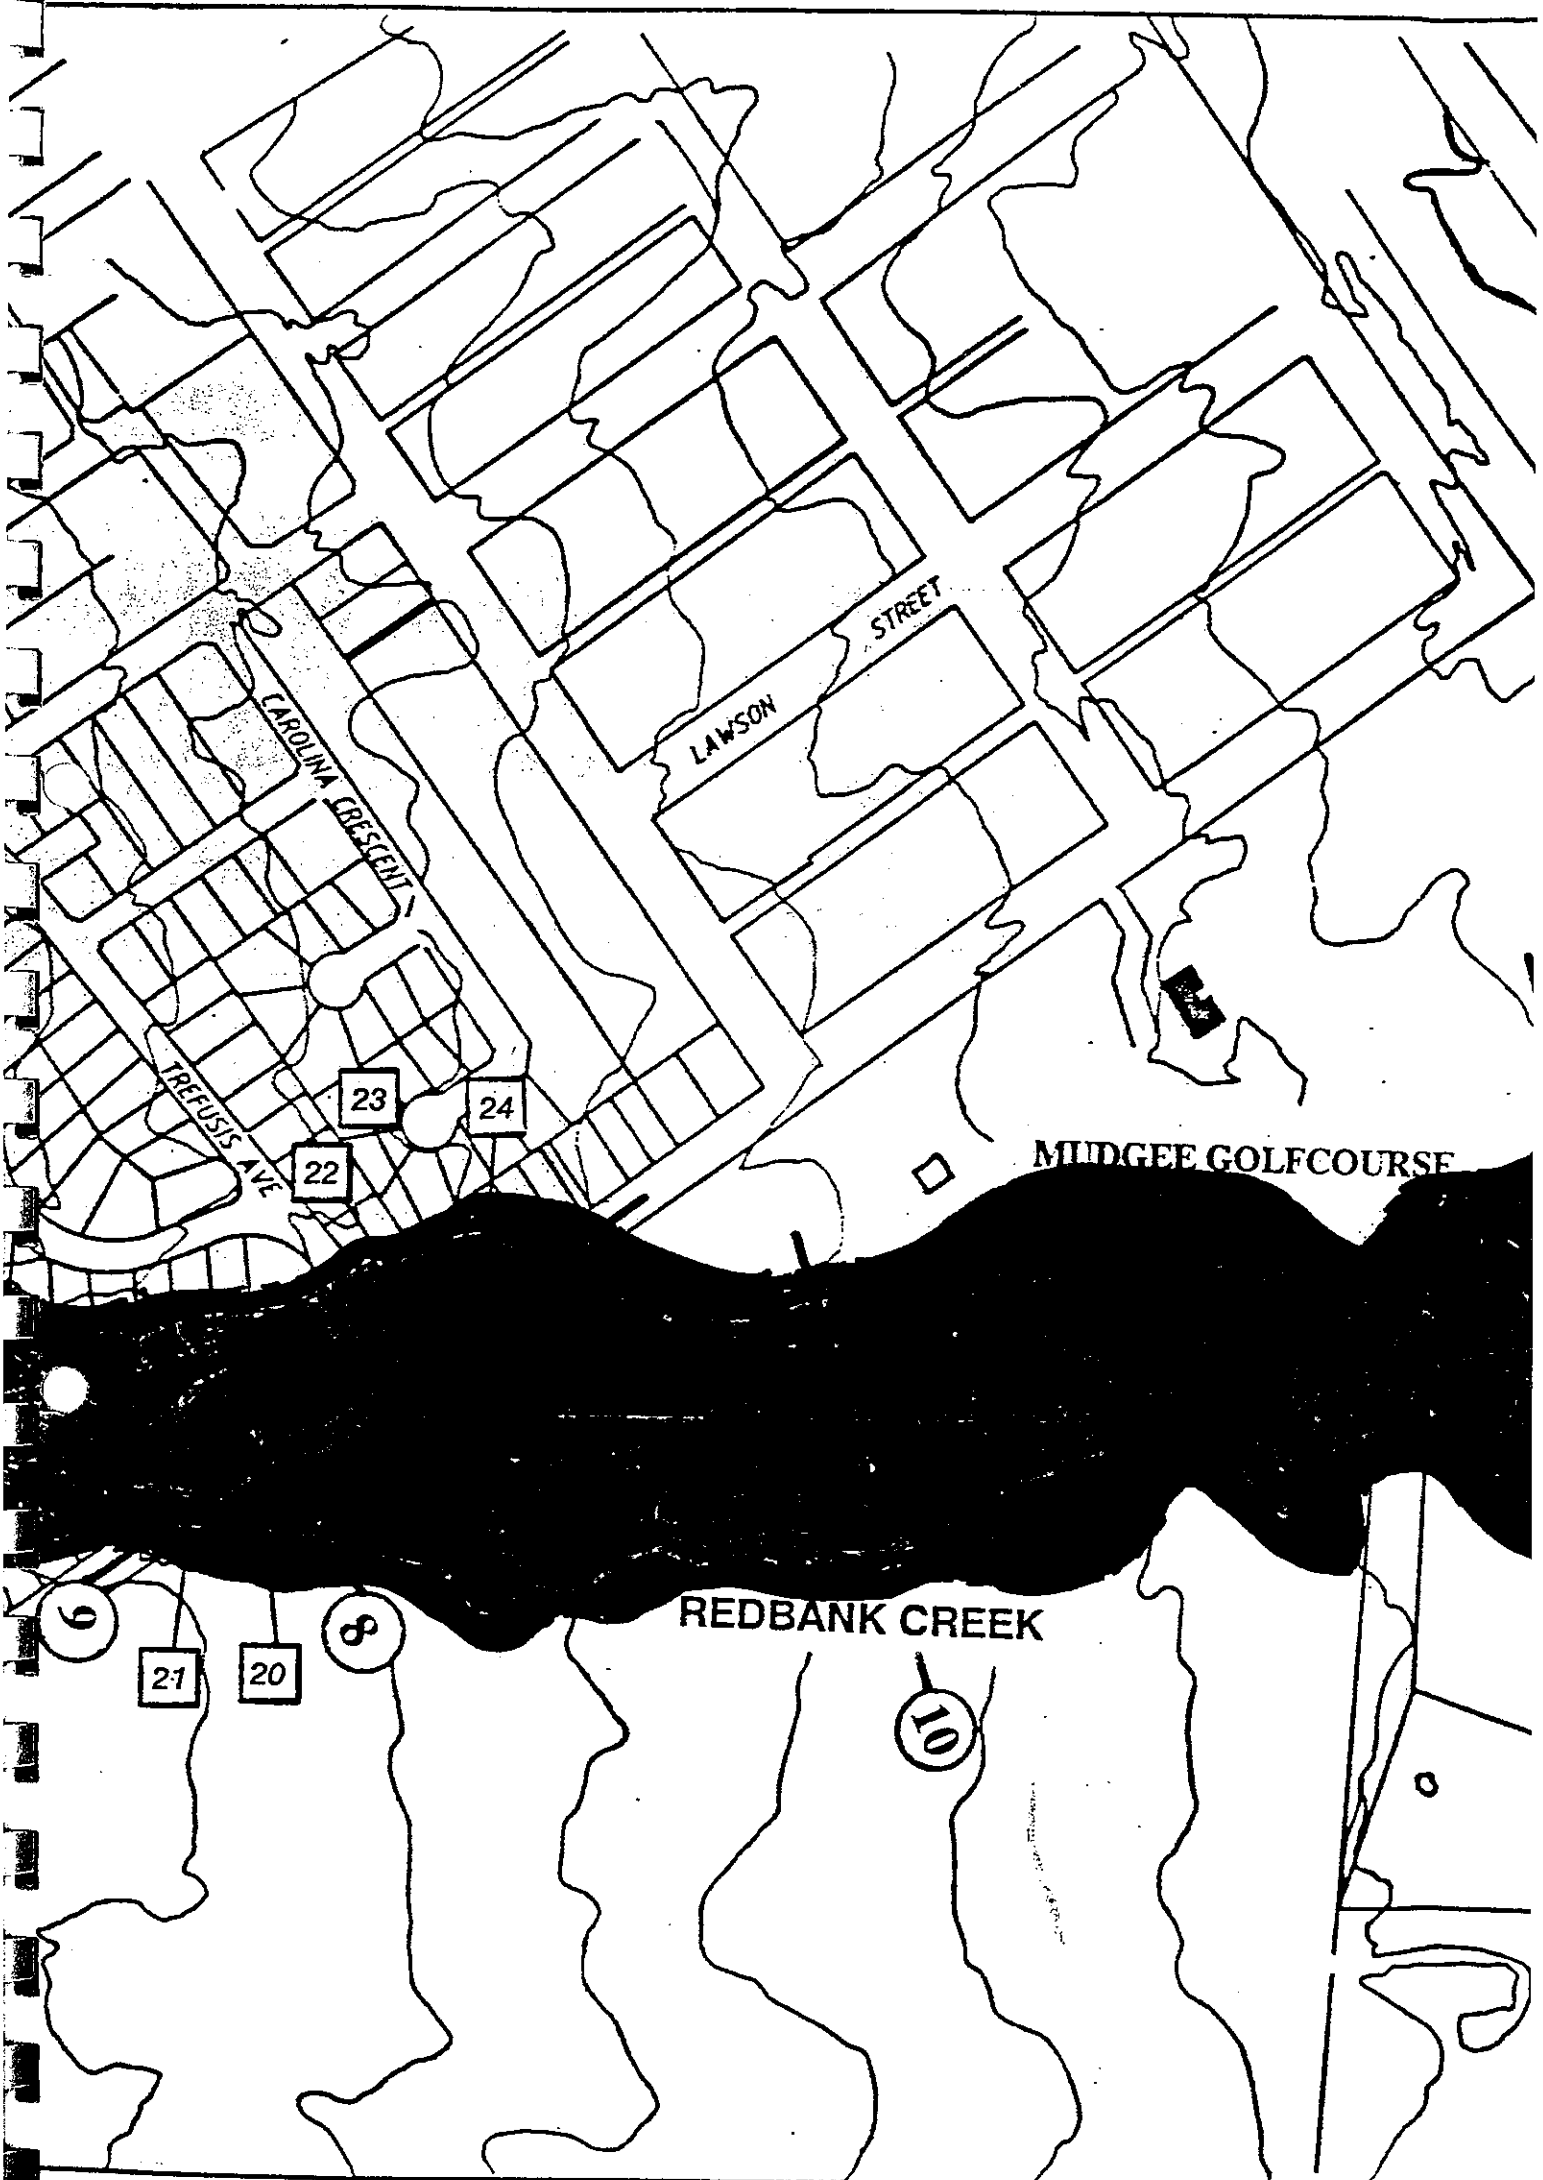 LAWSON STREET
CAROLINA CRESCENT
TREFUSIS AVE
23
24
22
MUDGEE GOLFCOURSE
REDBANK CREEK
9
21
20
8
10